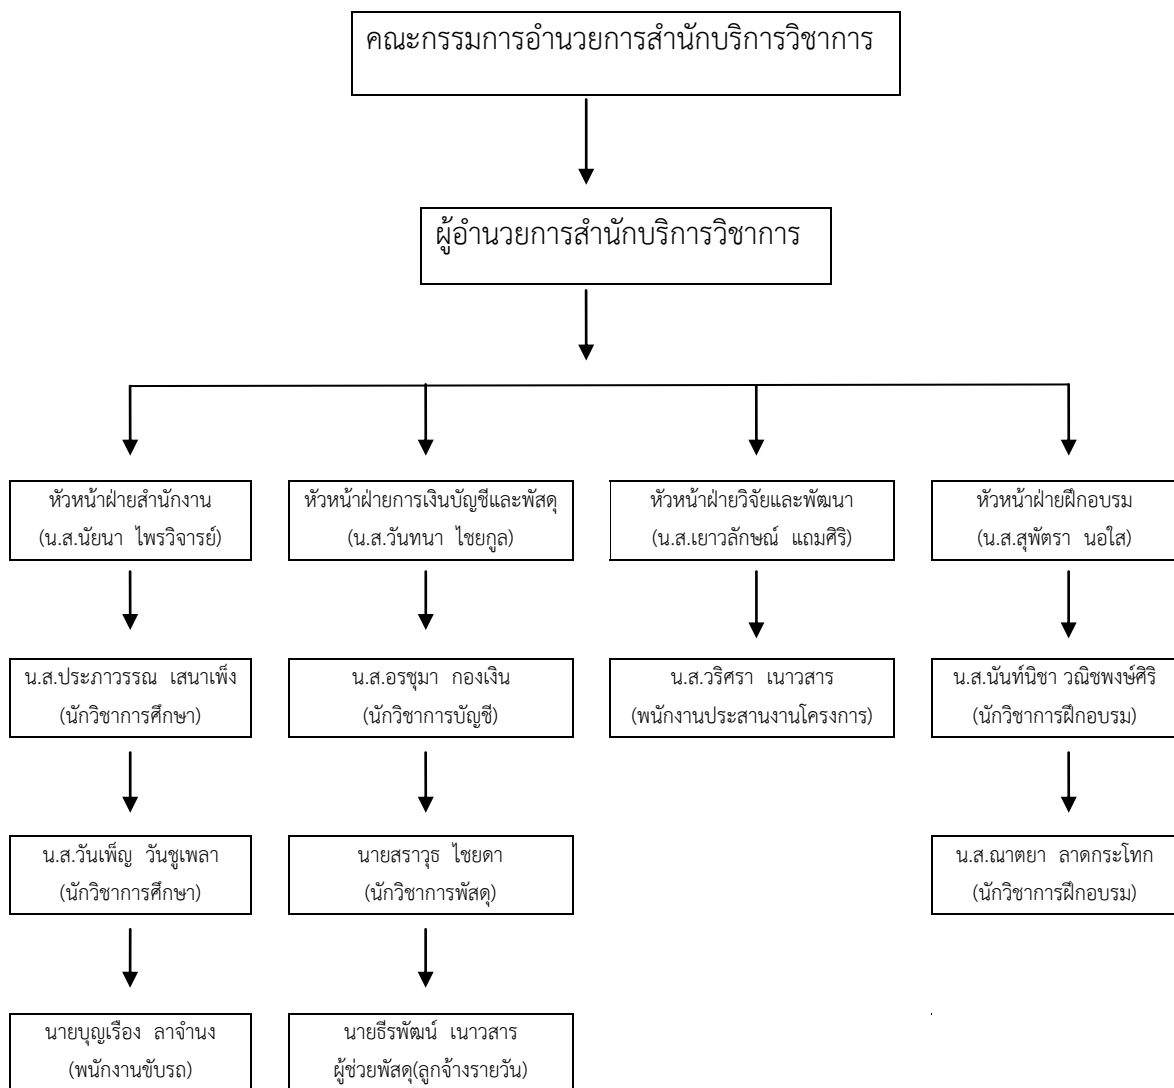 คณะกรรมการอำนวยการสำนักบริการวิชาการ
ผู้อำนวยการสำนักบริการวิชาการ
หัวหน้าฝ่ายสำนักงาน
(น.ส.นัยนา ไพรวิจารย์)
หัวหน้าฝ่ายการเงินบัญชีและพัสดุ
(น.ส.วันทนา ไชยกูล)
หัวหน้าฝ่ายวิจัยและพัฒนา
(น.ส.เยาวลักษณ์ แถมศิริ)
หัวหน้าฝ่ายฝึกอบรม
(น.ส.สุพัตรา นอใส)
น.ส.ประภาวรรณ เสนาเพ็ง
(นักวิชาการศึกษา)
น.ส.อรชุมา กองเงิน
(นักวิชาการบัญชี)
น.ส.วริศรา เนาวสาร
(พนักงานประสานงานโครงการ)
น.ส.นันท์นิชา วณิชพงษ์ศิริ
(นักวิชาการฝึกอบรม)
น.ส.วันเพ็ญ วันชูเพลา
(นักวิชาการศึกษา)
นายสราวุธ ไชยดา
(นักวิชาการพัสดุ)
น.ส.ณาตยา ลาดกระโทก
(นักวิชาการฝึกอบรม)
นายบุญเรือง ลาจำนง
(พนักงานขับรถ)
นายธีรพัฒน์ เนาวสาร
ผู้ช่วยพัสดุ(ลูกจ้างรายวัน)